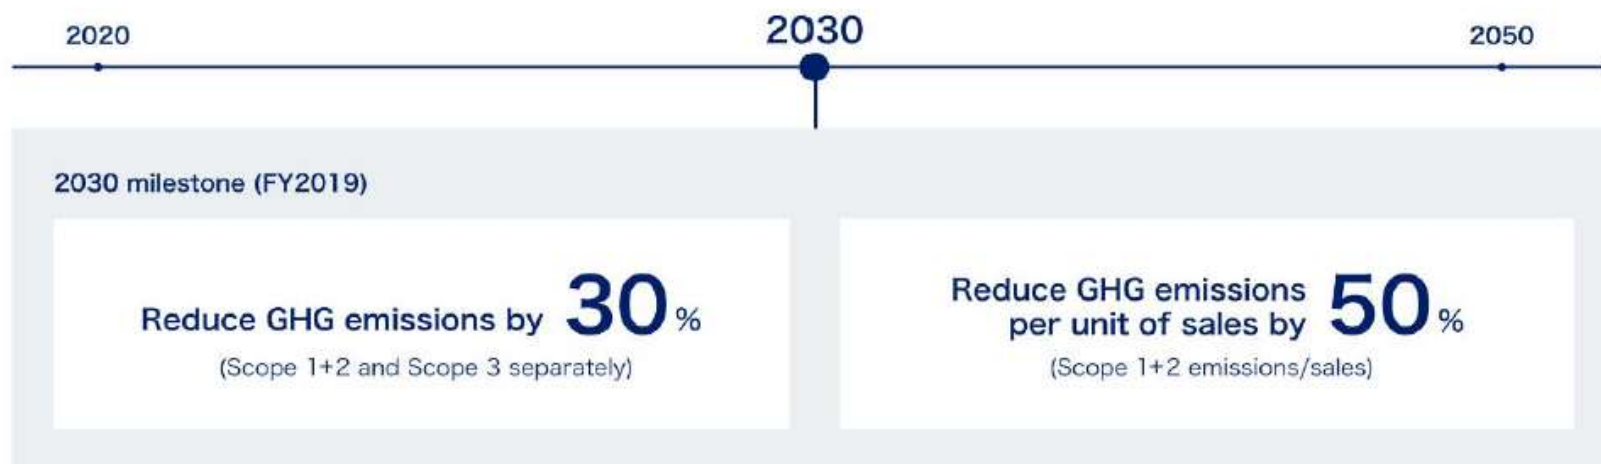 2020
2030
2050
2030 milestone (FY2019)
Reduce GHG emissions by 30%
(Scope 1+2 and Scope 3 separately)
Reduce GHG emissions
per unit of sales by 50%
(Scope 1+2 emissions/sales)